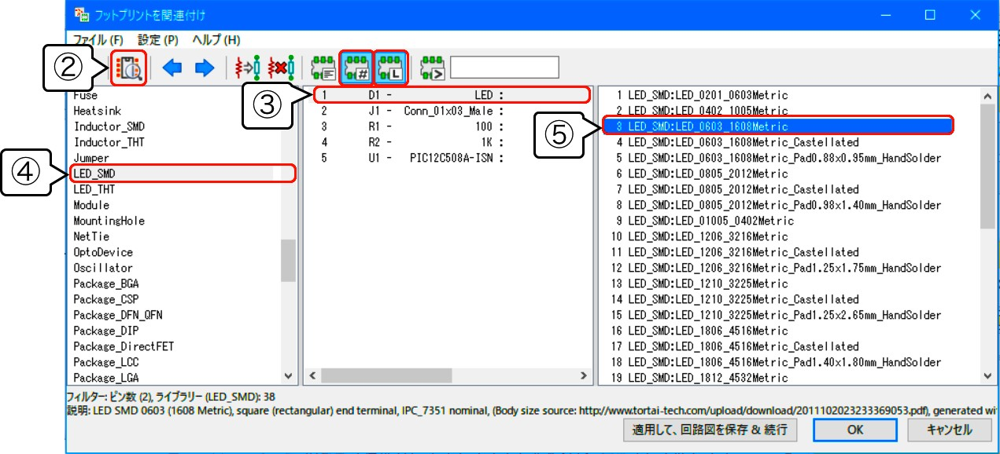 フットプリントを関連付け
ファイル (F) 設定 (P) ヘルプ (H)
②
③
④
⑤
#
L
>
Fuse
Heatsink
Inductor_SMD
Inductor_THT
Jumper
LED_SMD
LED_THT
Module
MountingHole
NetTie
OptoDevice
Oscillator
Package_BGA
Package_CSP
Package_DFN_QFN
Package_DIP
Package_DirectFET
Package_LCC
Package_LGA
1 D1 - LED :
2 J1 - Conn_01x03_Male :
3 R1 - 100 :
4 R2 - 1K :
5 U1 - PIC12C508A-ISN :
1 LED_SMD:LED_0201_0603Metric
2 LED_SMD:LED_0402_1005Metric
3 LED_SMD:LED_0603_1608Metric
4 LED_SMD:LED_0603_1608Metric_Castellated
5 LED_SMD:LED_0603_1608Metric_Pad0.88x0.95mm_HandSolder
6 LED_SMD:LED_0805_2012Metric
7 LED_SMD:LED_0805_2012Metric_Castellated
8 LED_SMD:LED_0805_2012Metric_Pad0.98x1.40mm_HandSolder
9 LED_SMD:LED_01005_0402Metric
10 LED_SMD:LED_1206_3216Metric
11 LED_SMD:LED_1206_3216Metric_Castellated
12 LED_SMD:LED_1206_3216Metric_Pad1.25x1.75mm_HandSolder
13 LED_SMD:LED_1210_3225Metric
14 LED_SMD:LED_1210_3225Metric_Castellated
15 LED_SMD:LED_1210_3225Metric_Pad1.25x2.65mm_HandSolder
16 LED_SMD:LED_1806_4516Metric
17 LED_SMD:LED_1806_4516Metric_Castellated
18 LED_SMD:LED_1806_4516Metric_Pad1.40x1.80mm_HandSolder
19 LED_SMD:LED_1812_4532Metric
フィルター: ピン数 (2), ライブラリー (LED_SMD): 38
説明: LED SMD 0603 (1608 Metric), square (rectangular) end terminal, IPC_7351 nominal, (Body size source: http://www.tortai-tech.com/upload/download/2011102023233369053.pdf), generated wi
適用して、回路図を保存 & 続行 OK キャンセル